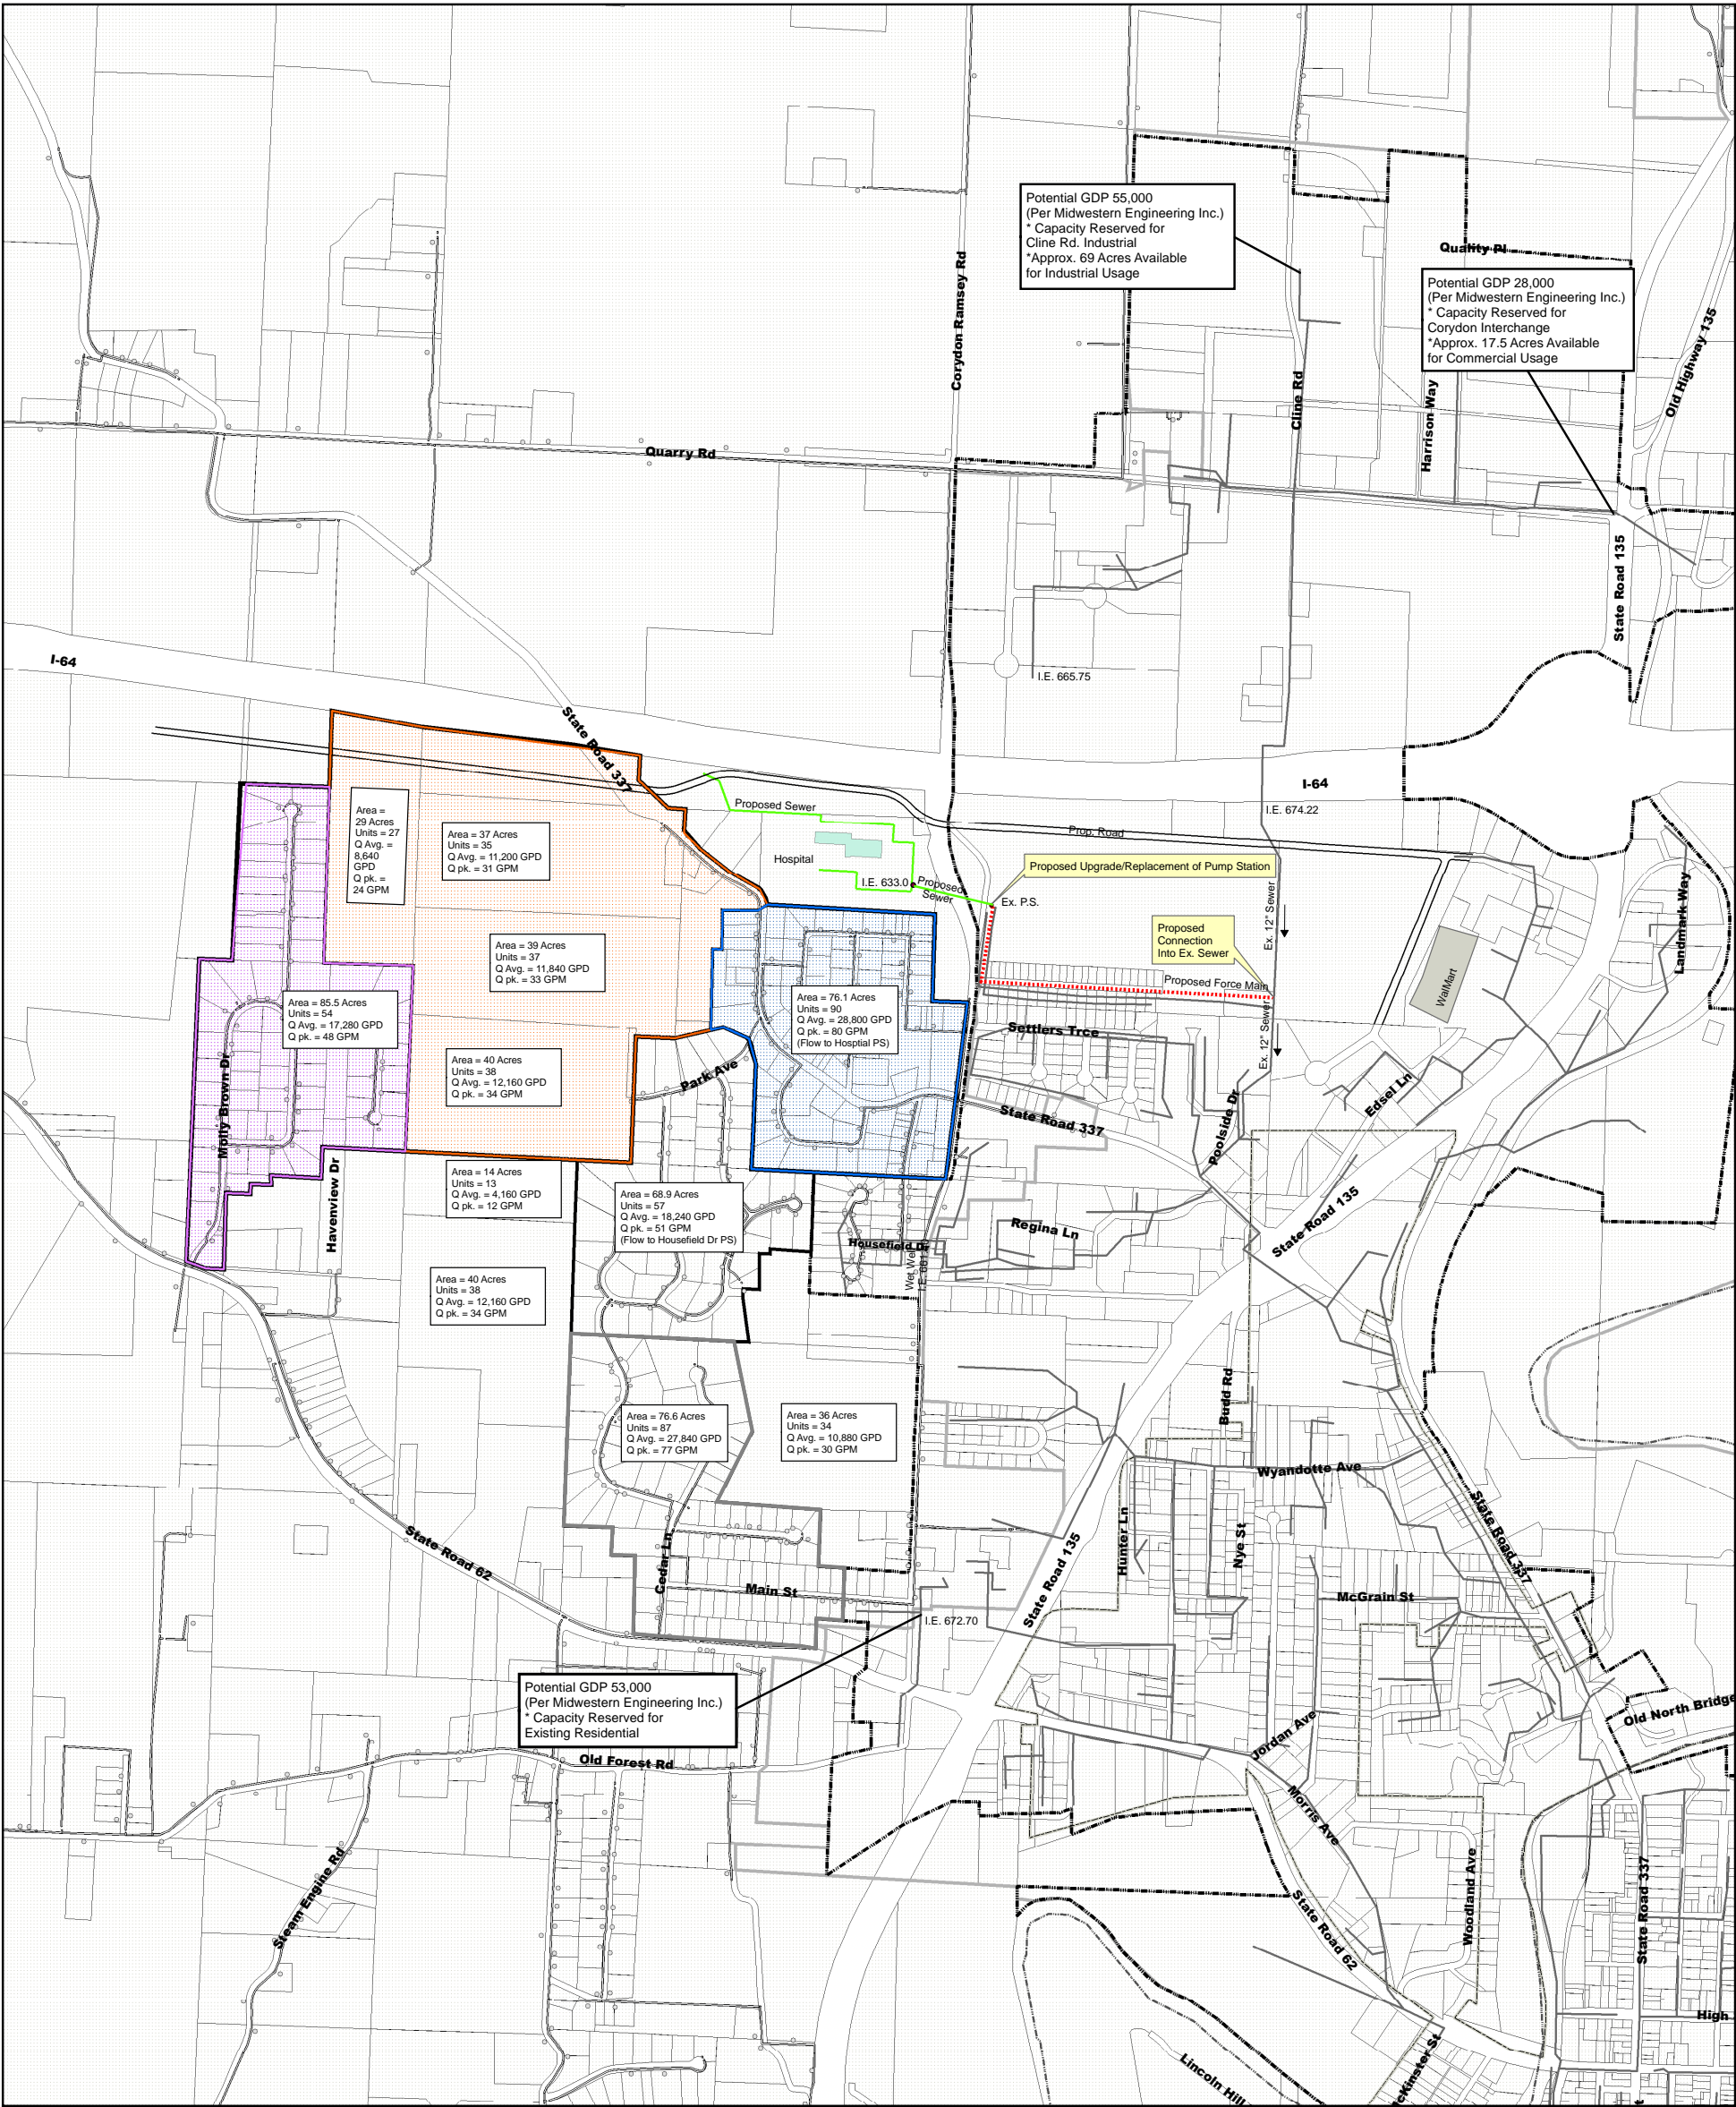 Potential GDP 55,000
(Per Midwestern Engineering Inc.)
* Capacity Reserved for
Cline Rd. Industrial
*Approx. 69 Acres Available
for Industrial Usage
Quality Pl
Potential GDP 28,000
(Per Midwestern Engineering Inc.)
* Capacity Reserved for
Corydon Interchange
*Approx. 17.5 Acres Available
for Commercial Usage
Corydon Ramsey Rd
Cline Rd
Harrison Way
Old Highway 135
Quarry Rd
State Road 135
I-64
I.E. 665.75
State Road 337
I-64
I.E. 674.22
Proposed Sewer
Prop. Road
Area =
29 Acres
Units = 27
Q Avg. =
8,640
GPD
Q pk. =
24 GPM
Area = 37 Acres
Units = 35
Q Avg. = 11,200 GPD
Q pk. = 31 GPM
Hospital
I.E. 633.0
Proposed
Sewer
Proposed Upgrade/Replacement of Pump Station
Ex. P.S.
Ex. 12" Sewer
Landmark Way
Proposed
Connection
Into Ex. Sewer
WalMart
Area = 39 Acres
Units = 37
Q Avg. = 11,840 GPD
Q pk. = 33 GPM
Proposed Force Main
Area = 85.5 Acres
Units = 54
Q Avg. = 17,280 GPD
Q pk. = 48 GPM
Area = 76.1 Acres
Units = 90
Q Avg. = 28,800 GPD
Q pk. = 80 GPM
(Flow to Hosptial PS)
Settlers Trce
Ex. 12" Sewer
Molly Brown Dr
Area = 40 Acres
Units = 38
Q Avg. = 12,160 GPD
Q pk. = 34 GPM
Park Ave
State Road 337
Poolside Dr
Edsel Ln
Havenview Dr
Area = 14 Acres
Units = 13
Q Avg. = 4,160 GPD
Q pk. = 12 GPM
Area = 68.9 Acres
Units = 57
Q Avg. = 18,240 GPD
Q pk. = 51 GPM
(Flow to Housefield Dr PS)
Regina Ln
State Road 135
Housefield Dr
Area = 40 Acres
Units = 38
Q Avg. = 12,160 GPD
Q pk. = 34 GPM
Budd Rd
Area = 76.6 Acres
Units = 87
Q Avg. = 27,840 GPD
Q pk. = 77 GPM
Area = 36 Acres
Units = 34
Q Avg. = 10,880 GPD
Q pk. = 30 GPM
Wyandotte Ave
State Road 62
Cedar Ln
Main St
State Road 135
Hunter Ln
Nye St
State Road 337
McGrain St
I.E. 672.70
Potential GDP 53,000
(Per Midwestern Engineering Inc.)
* Capacity Reserved for
Existing Residential
Old Forest Rd
Jordan Ave
Old North Bridge
Morris Ave
Steam Engine Rd
State Road 62
Woodland Ave
State Road 337
High
Lincoln Hill